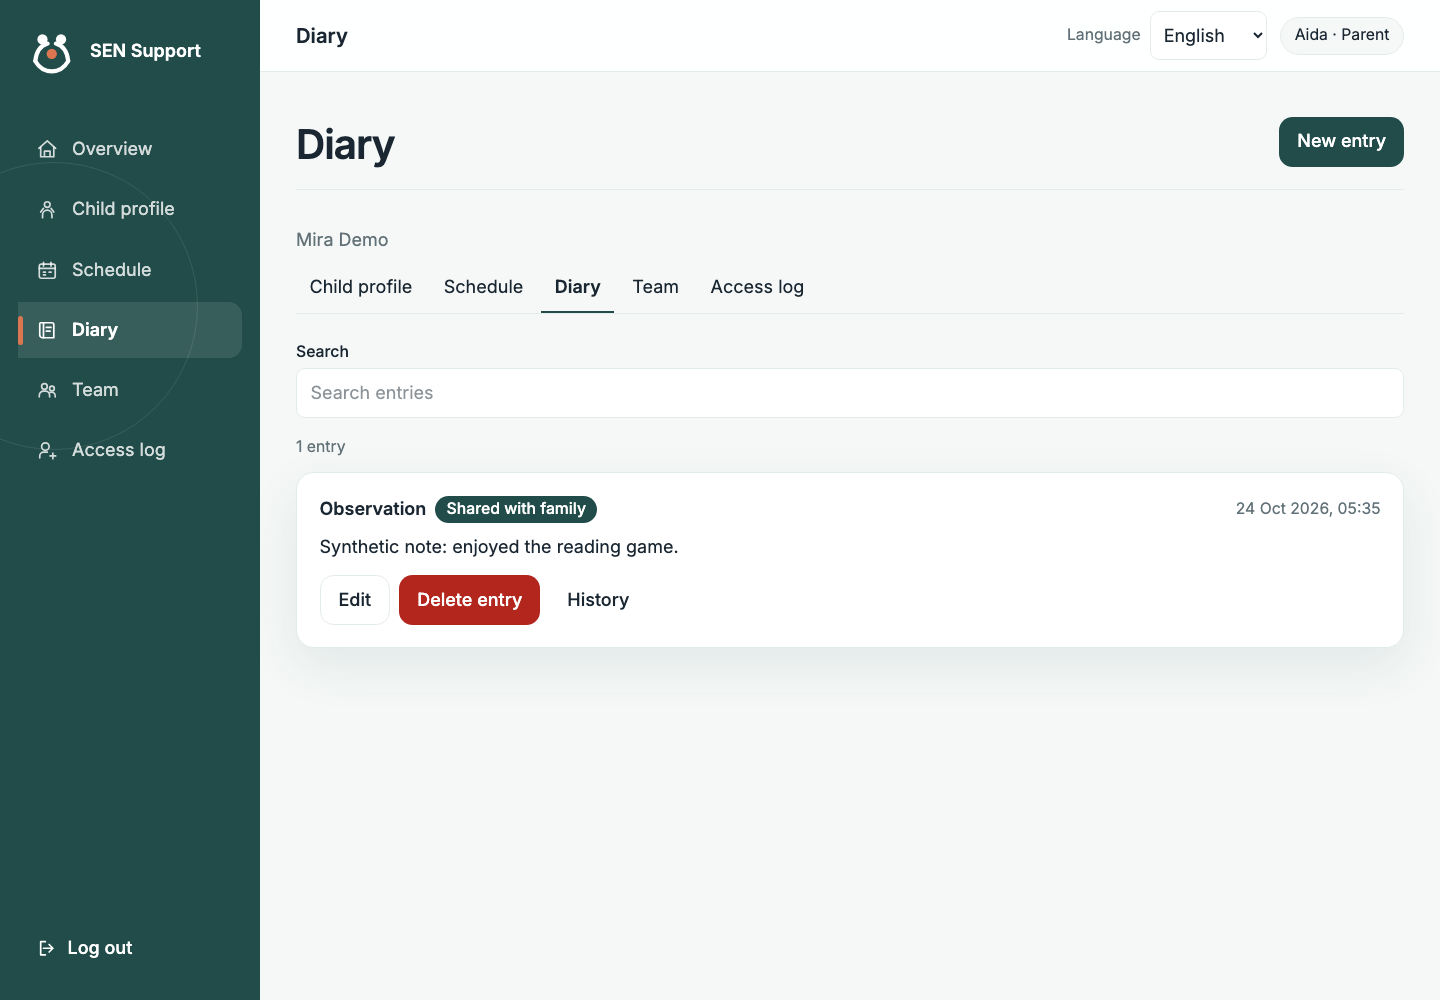 SEN Support
Overview
Child profile
Schedule
Diary
Team
Access log
Log out
Diary
Language
English
Aida · Parent
Diary
New entry
Mira Demo
Child profile Schedule Diary Team Access log
Search
Search entries
1 entry
Observation Shared with family 24 Oct 2026, 05:35
Synthetic note: enjoyed the reading game.
Edit Delete entry History